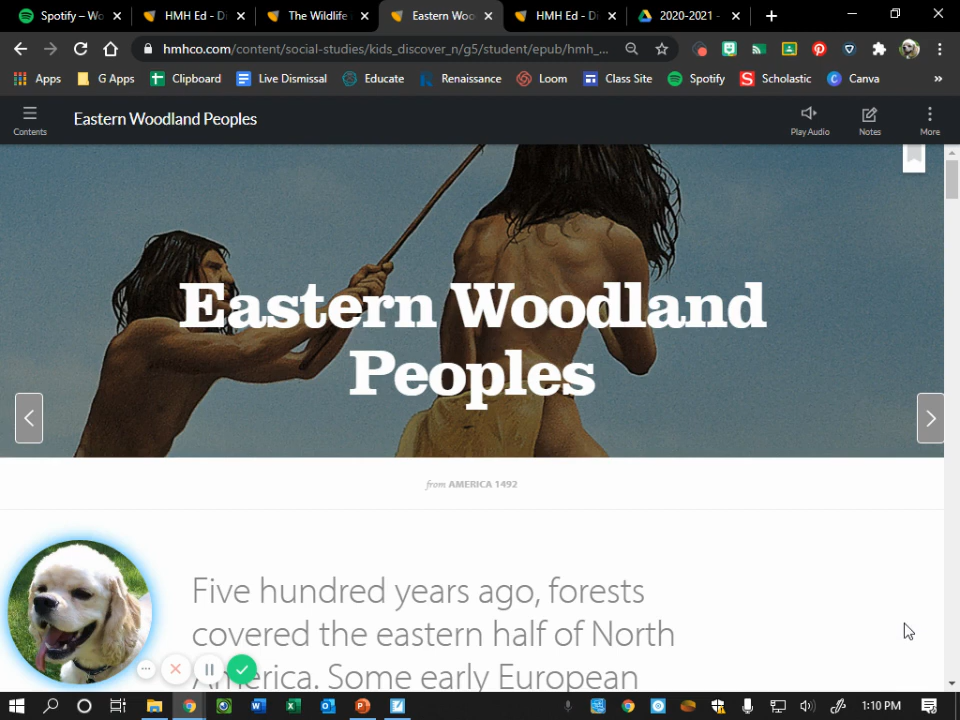 Spotify – Wo
HMH Ed - Di
The Wildlife
Eastern Woo
HMH Ed - Di
2020-2021 -
hmhco.com/content/social-studies/kids_discover_n/g5/student/epub/hmh_...
Apps
G Apps
Clipboard
Live Dismissal
Educate
Renaissance
Loom
Class Site
Spotify
Scholastic
Canva
»
Contents
Eastern Woodland Peoples
Play Audio
Notes
More
Eastern Woodland
Peoples
from AMERICA 1492
Five hundred years ago, forests
covered the eastern half of North
America. Some early European
1:10 PM